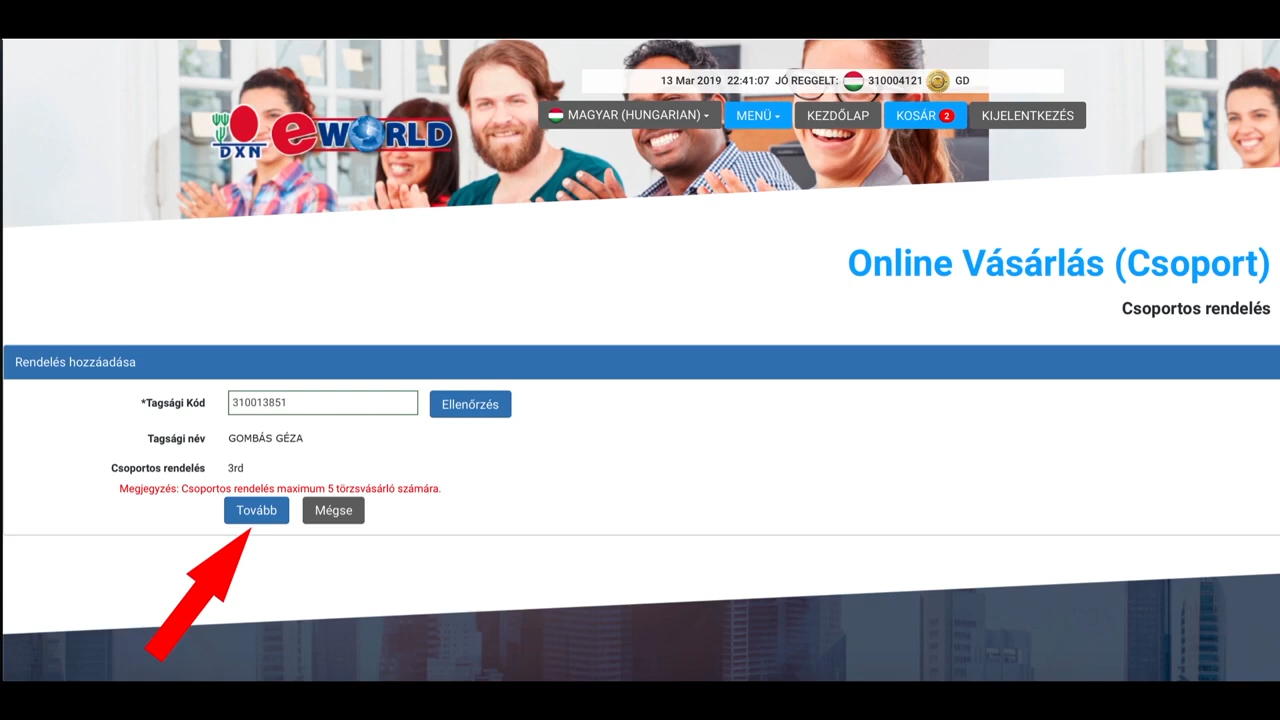 13 Mar 2019 22:41:07 JÓ REGGELT: 310004121 GD
DXN eWORLD
MAGYAR (HUNGARIAN) MENÜ KEZDŐLAP KOSÁR 2 KIJELENTKEZÉS
Online Vásárlás (Csoport)
Csoportos rendelés
Rendelés hozzáadása
*Tagsági Kód 310013851 Ellenőrzés
Tagsági név GOMBÁS GÉZA
Csoportos rendelés 3rd
Megjegyzés: Csoportos rendelés maximum 5 törzsvásárló számára.
Tovább Mégse